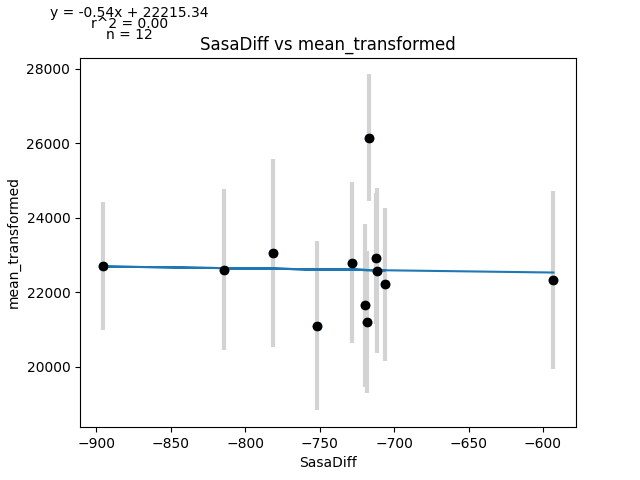 y = -0.54x + 22215.34
r^2 = 0.00
n = 12
SasaDiff vs mean_transformed
28000
26000
24000
22000
20000
mean_transformed
−900
−850
−800
−750
−700
−650
−600
SasaDiff